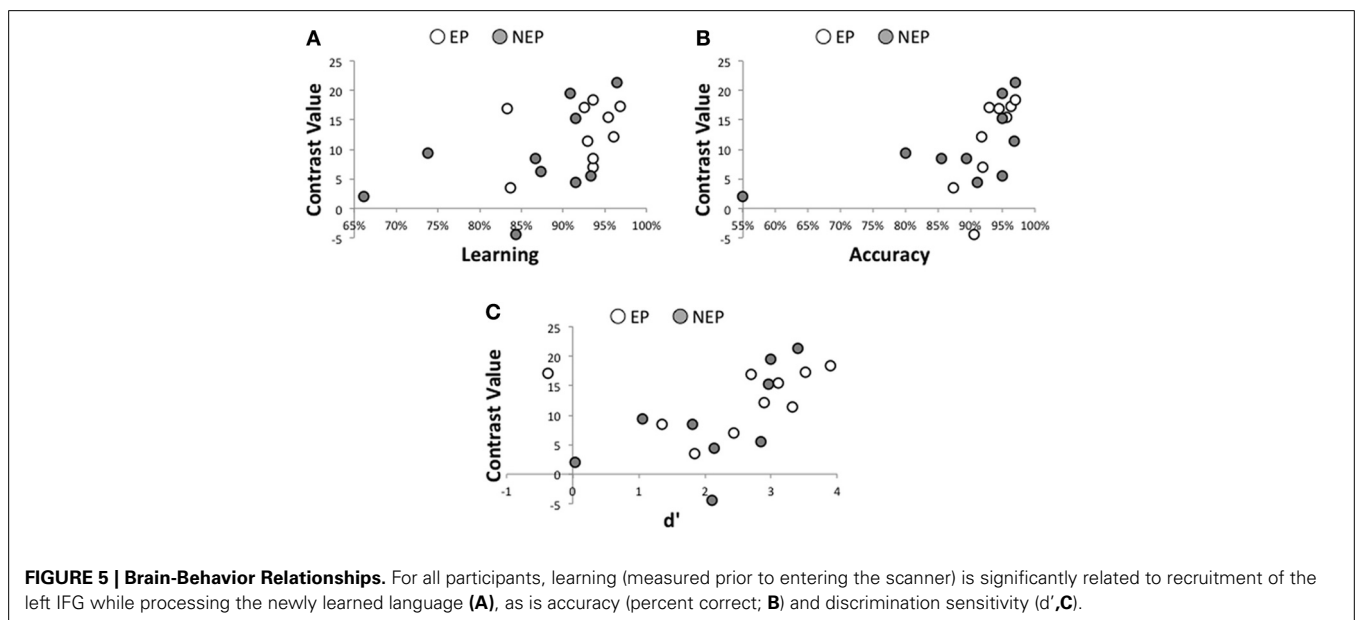 A
EP NEP
Contrast Value
25
20
15
10
5
0
-5
65% 70% 75% 80% 85% 90% 95% 100%
Learning
B
EP NEP
Contrast Value
25
20
15
10
5
0
-5
55% 60% 65% 70% 75% 80% 85% 90% 95% 100%
Accuracy
C
EP NEP
Contrast Value
25
20
15
10
5
0
-5
-1 0 1 2 3 4
d'
FIGURE 5 | Brain-Behavior Relationships. For all participants, learning (measured prior to entering the scanner) is significantly related to recruitment of the
left IFG while processing the newly learned language (A), as is accuracy (percent correct; B) and discrimination sensitivity (d′,C).